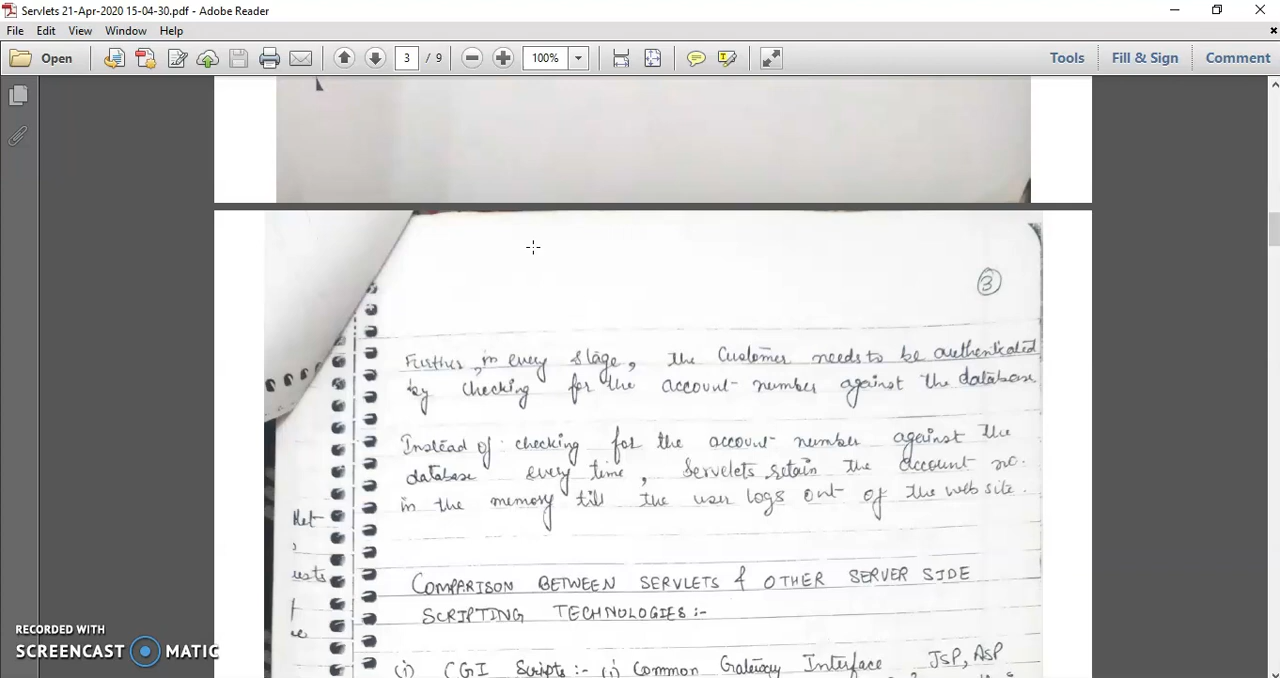 Servlets 21-Apr-2020 15-04-30.pdf - Adobe Reader
File Edit View Window Help
Open 3 / 9 100% Tools Fill & Sign Comment
3
Further, in every stage, the Customer needs to be authenticated
by checking for the account number against the database
Instead of checking for the account number against the
database every time, Servelets retain the account no.
in the memory till the user logs out of the web site.
COMPARISON BETWEEN SERVLETS & OTHER SERVER SIDE
SCRIPTING TECHNOLOGIES :-
(i) CGI Scripts :- (i) Common Gateway Interface JSP, ASP
RECORDED WITH
SCREENCAST MATIC